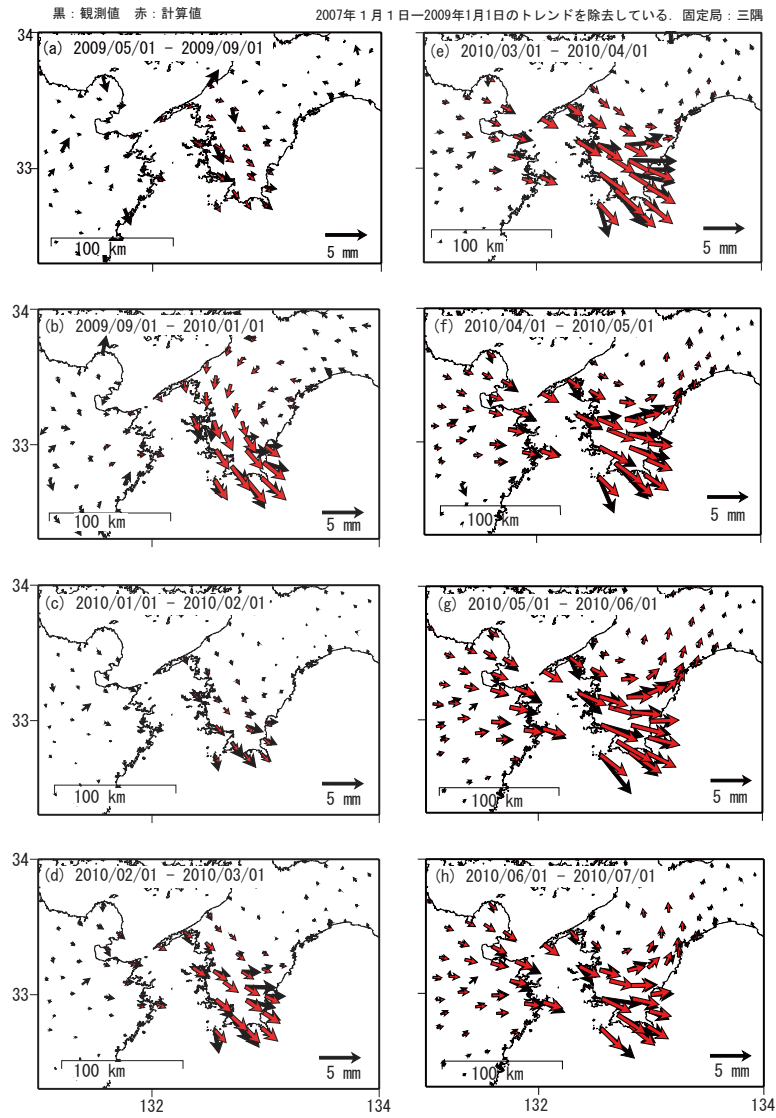 黒：観測値　赤：計算値
2007年１月１日―2009年1月1日のトレンドを除去している．固定局：三隅
34
(a) 2009/05/01 - 2009/09/01
33
100 km
5 mm
(e) 2010/03/01 - 2010/04/01
100 km
5 mm
34
(b) 2009/09/01 - 2010/01/01
33
100 km
5 mm
(f) 2010/04/01 - 2010/05/01
100 km
5 mm
34
(c) 2010/01/01 - 2010/02/01
33
100 km
5 mm
(g) 2010/05/01 - 2010/06/01
100 km
5 mm
34
(d) 2010/02/01 - 2010/03/01
33
100 km
5 mm
132
134
(h) 2010/06/01 - 2010/07/01
100 km
5 mm
132
134